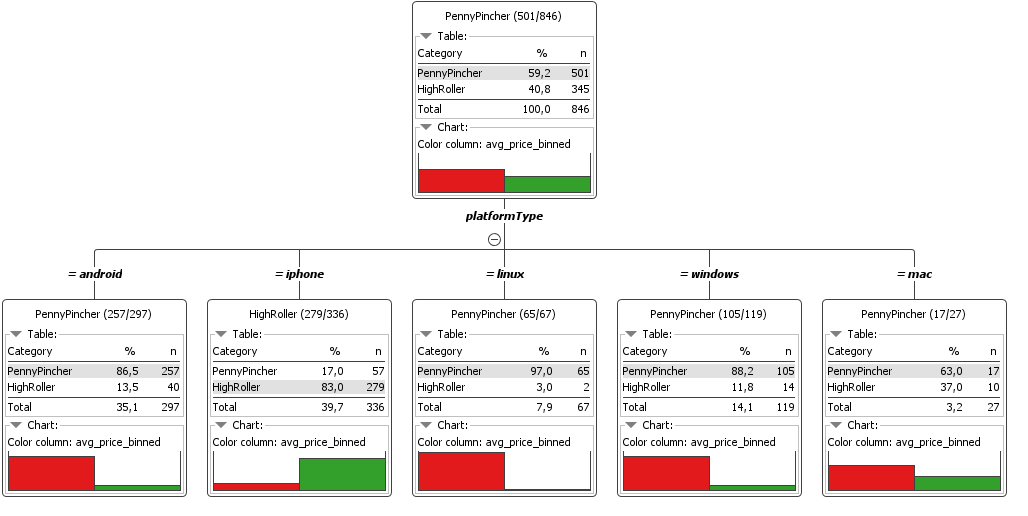 PennyPincher (501/846)
Table:
Category % n
PennyPincher 59,2 501
HighRoller 40,8 345
Total 100,0 846
Chart:
Color column: avg_price_binned
platformType
= android
= iphone
= linux
= windows
= mac
PennyPincher (257/297)
Table:
Category % n
PennyPincher 86,5 257
HighRoller 13,5 40
Total 35,1 297
Chart:
Color column: avg_price_binned
HighRoller (279/336)
Table:
Category % n
PennyPincher 17,0 57
HighRoller 83,0 279
Total 39,7 336
Chart:
Color column: avg_price_binned
PennyPincher (65/67)
Table:
Category % n
PennyPincher 97,0 65
HighRoller 3,0 2
Total 7,9 67
Chart:
Color column: avg_price_binned
PennyPincher (105/119)
Table:
Category % n
PennyPincher 88,2 105
HighRoller 11,8 14
Total 14,1 119
Chart:
Color column: avg_price_binned
PennyPincher (17/27)
Table:
Category % n
PennyPincher 63,0 17
HighRoller 37,0 10
Total 3,2 27
Chart:
Color column: avg_price_binned